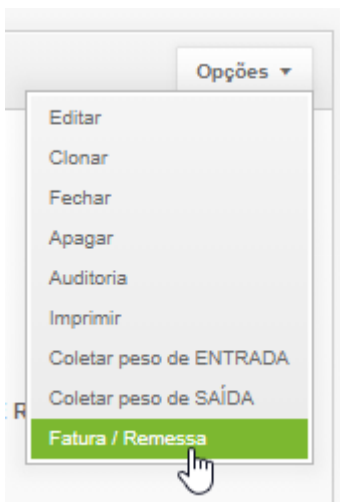 Opções
Editar
Clonar
Fechar
Apagar
Auditoria
Imprimir
Coletar peso de ENTRADA
Coletar peso de SAÍDA
R
Fatura / Remessa